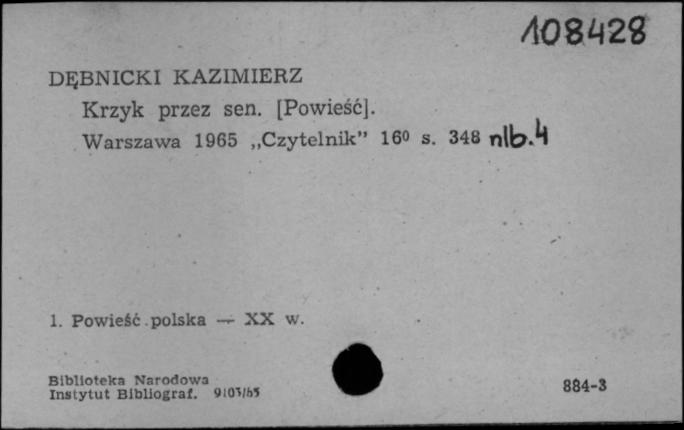 108428
DĘBNICKI KAZIMIERZ
Krzyk przez sen. [Powieść].
Warszawa 1965 „Czytelnik” 16⁰ s. 348 nlb. 4
1. Powieść polska — XX w.
Biblioteka Narodowa
Instytut Bibliograf. 9103/65
884-3